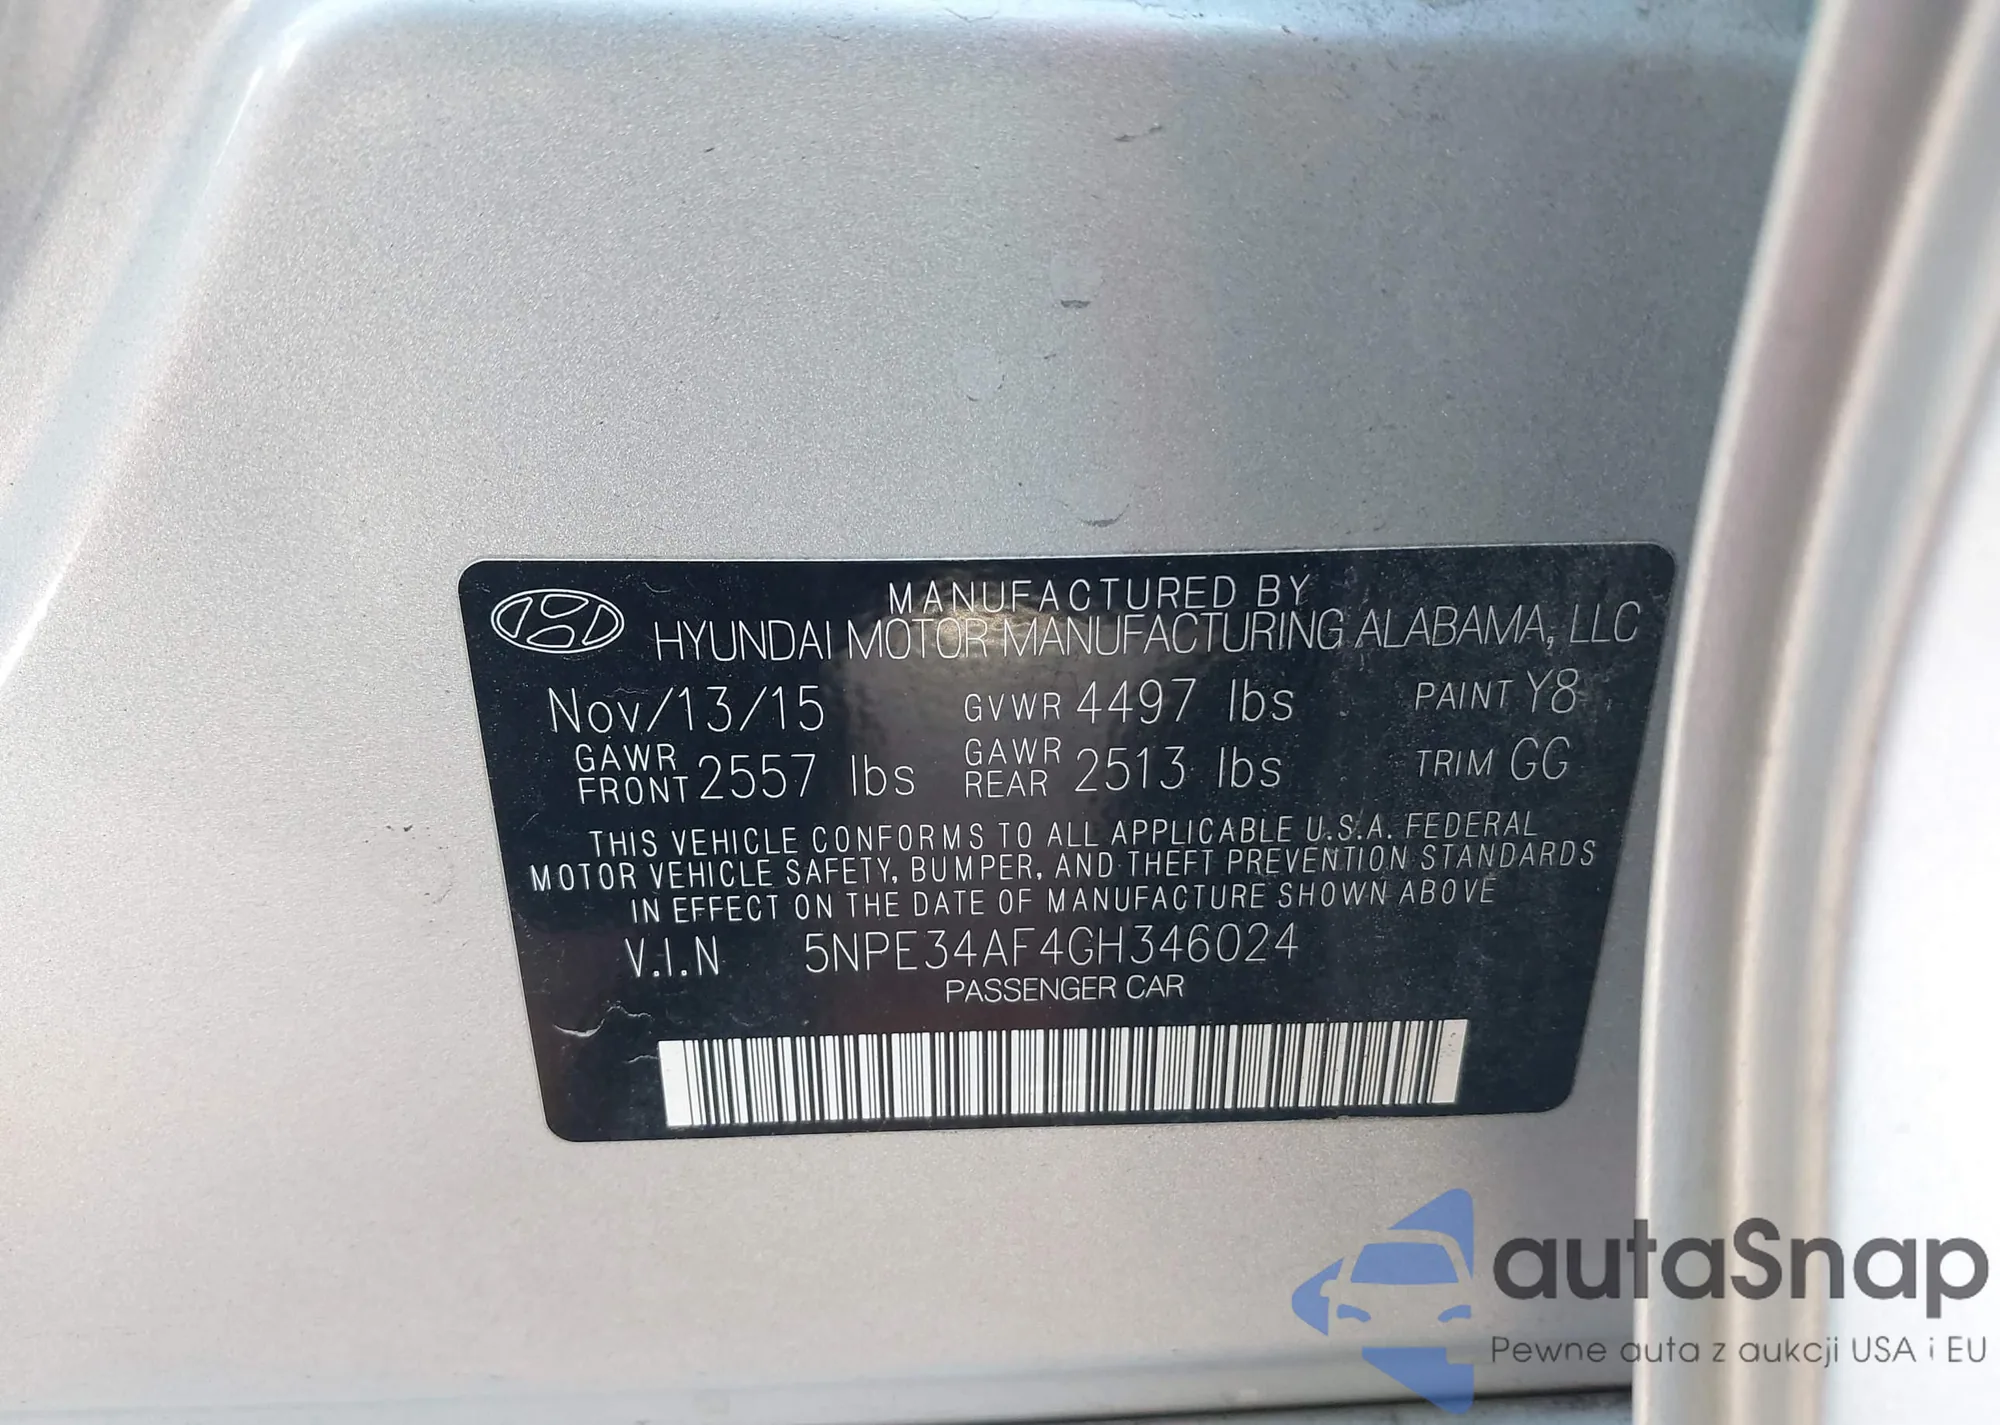 MANUFACTURED BY
HYUNDAI MOTOR MANUFACTURING ALABAMA, LLC
Nov/13/15 GVWR 4497 lbs PAINT Y8
GAWR FRONT 2557 lbs GAWR REAR 2513 lbs TRIM GG
THIS VEHICLE CONFORMS TO ALL APPLICABLE U.S.A. FEDERAL
MOTOR VEHICLE SAFETY, BUMPER, AND THEFT PREVENTION STANDARDS
IN EFFECT ON THE DATE OF MANUFACTURE SHOWN ABOVE
V.I.N 5NPE34AF4GH346024
PASSENGER CAR
autaSnap
Pewne auta z aukcji USA i EU